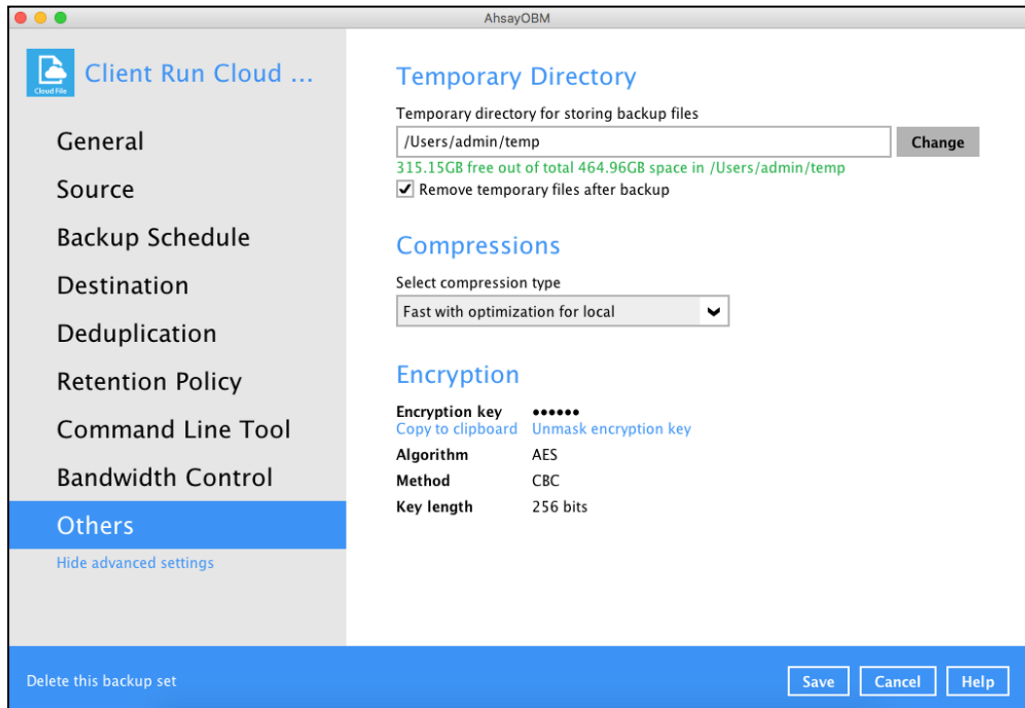 AhsayOBM
Cloud File
Client Run Cloud ...
General
Source
Backup Schedule
Destination
Deduplication
Retention Policy
Command Line Tool
Bandwidth Control
Others
Hide advanced settings
Temporary Directory
Temporary directory for storing backup files
/Users/admin/temp
Change
315.15GB free out of total 464.96GB space in /Users/admin/temp
Remove temporary files after backup
Compressions
Select compression type
Fast with optimization for local
Encryption
Encryption key ••••••
Copy to clipboard Unmask encryption key
Algorithm AES
Method CBC
Key length 256 bits
Delete this backup set
Save Cancel Help